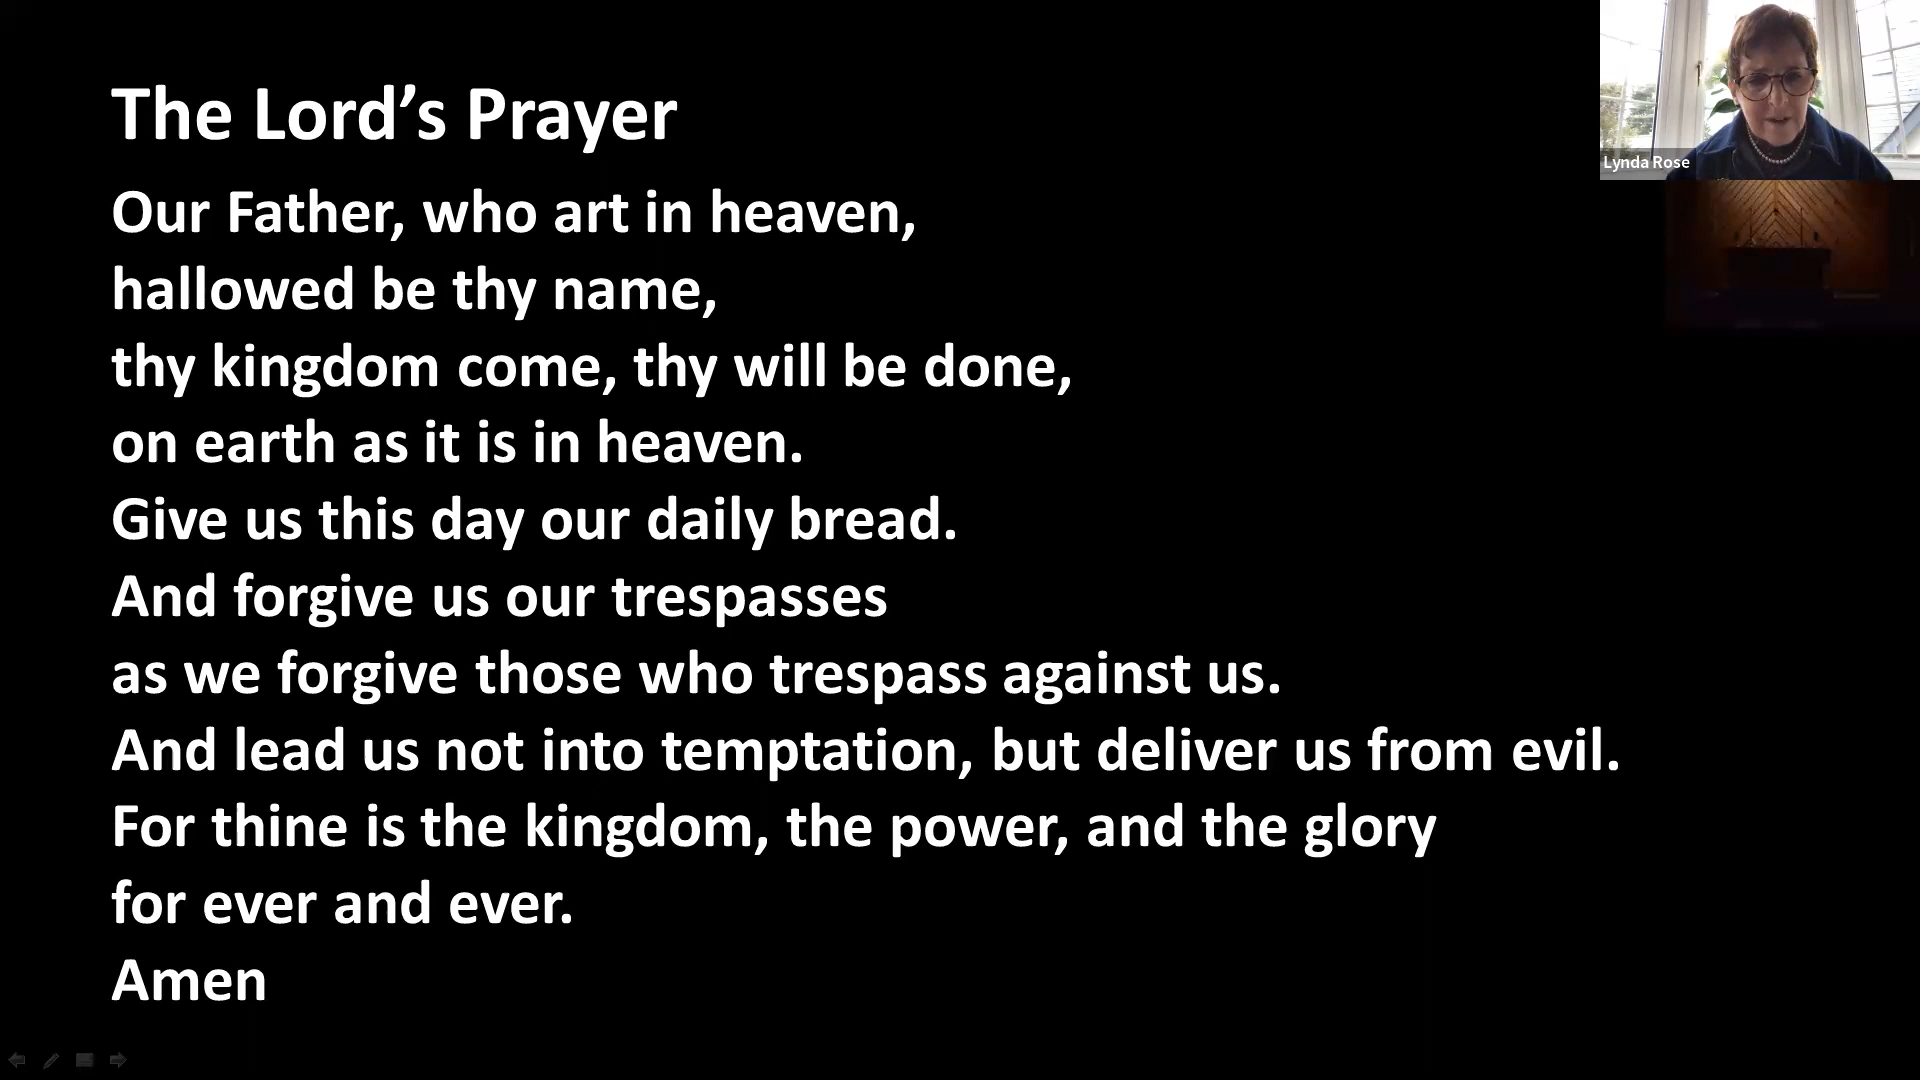 The Lord’s Prayer
Our Father, who art in heaven,
hallowed be thy name,
thy kingdom come, thy will be done,
on earth as it is in heaven.
Give us this day our daily bread.
And forgive us our trespasses
as we forgive those who trespass against us.
And lead us not into temptation, but deliver us from evil.
For thine is the kingdom, the power, and the glory
for ever and ever.
Amen
Lynda Rose